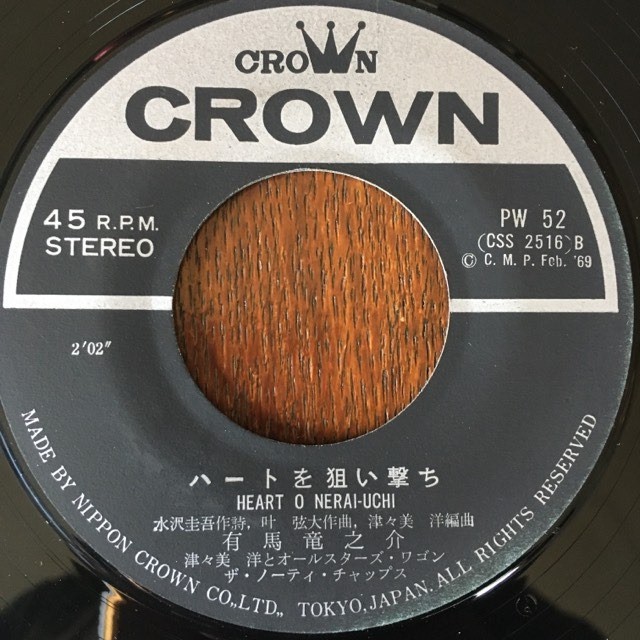 CROWN
CROWN
45 R.P.M.
STEREO
PW 52
(CSS 2516) B
© C. M. P. Feb. '69
2'02"
ハートを狙い撃ち
HEART O NERAI-UCHI
水沢圭吾作詩, 叶 弦大作曲, 津々美 洋編曲
有馬竜之介
津々美 洋とオールスターズ・ワゴン
ザ・ノーティ・チャップス
MADE BY NIPPON CROWN CO.,LTD., TOKYO, JAPAN. ALL RIGHTS RESERVED